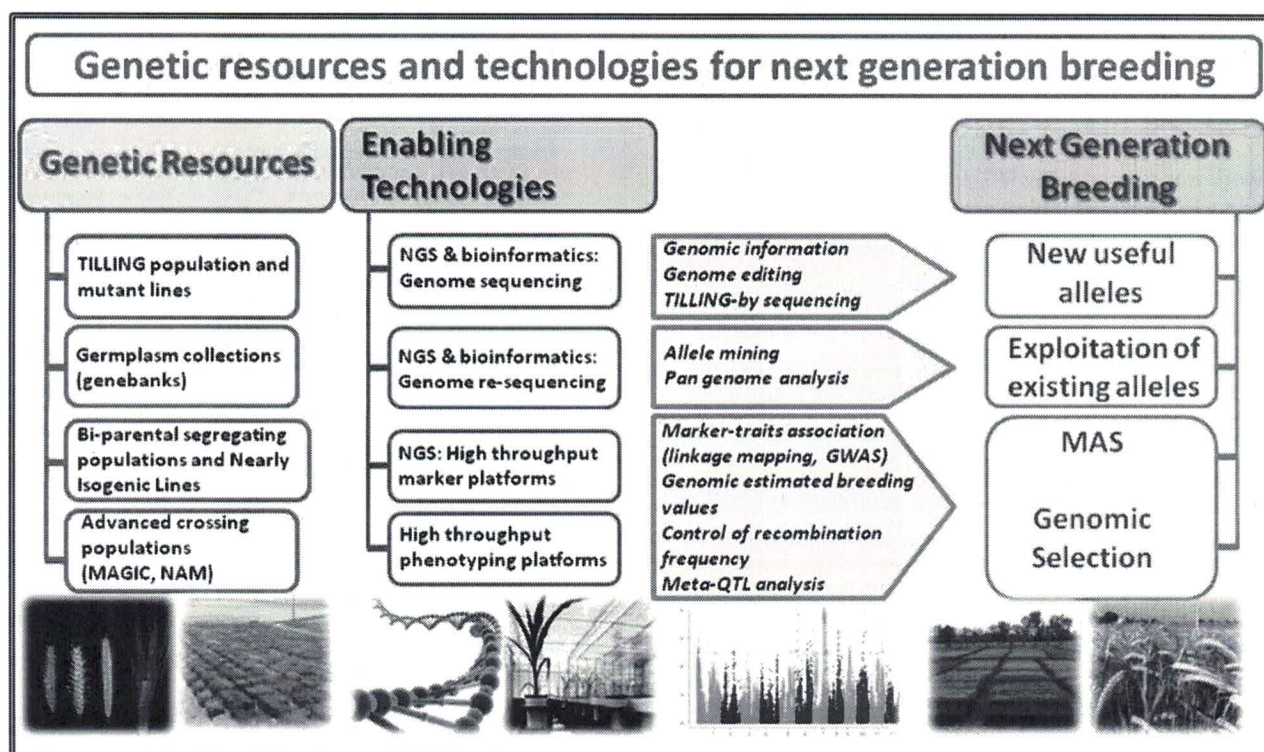 Genetic resources and technologies for next generation breeding
Genetic Resources
TILLING population and
mutant lines
Germplasm collections
(genebanks)
Bi-parental segregating
populations and Nearly
Isogenic Lines
Advanced crossing
populations
(MAGIC, NAM)
Enabling
Technologies
NGS & bioinformatics:
Genome sequencing
NGS & bioinformatics:
Genome re-sequencing
NGS: High throughput
marker platforms
High throughput
phenotyping platforms
Genomic information
Genome editing
TILLING-by sequencing
Allele mining
Pan genome analysis
Marker-traits association
(linkage mapping, GWAS)
Genomic estimated breeding
values
Control of recombination
frequency
Meta-QTL analysis
Next Generation
Breeding
New useful
alleles
Exploitation of
existing alleles
MAS
Genomic
Selection